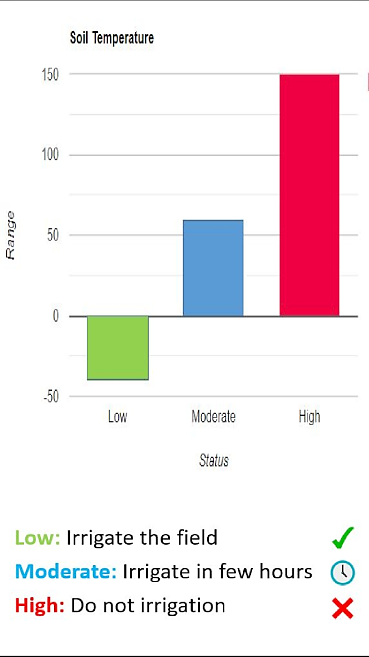 Soil Temperature
150
100
50
0
-50
Range
Low Moderate High
Status
Low: Irrigate the field
Moderate: Irrigate in few hours
High: Do not irrigation